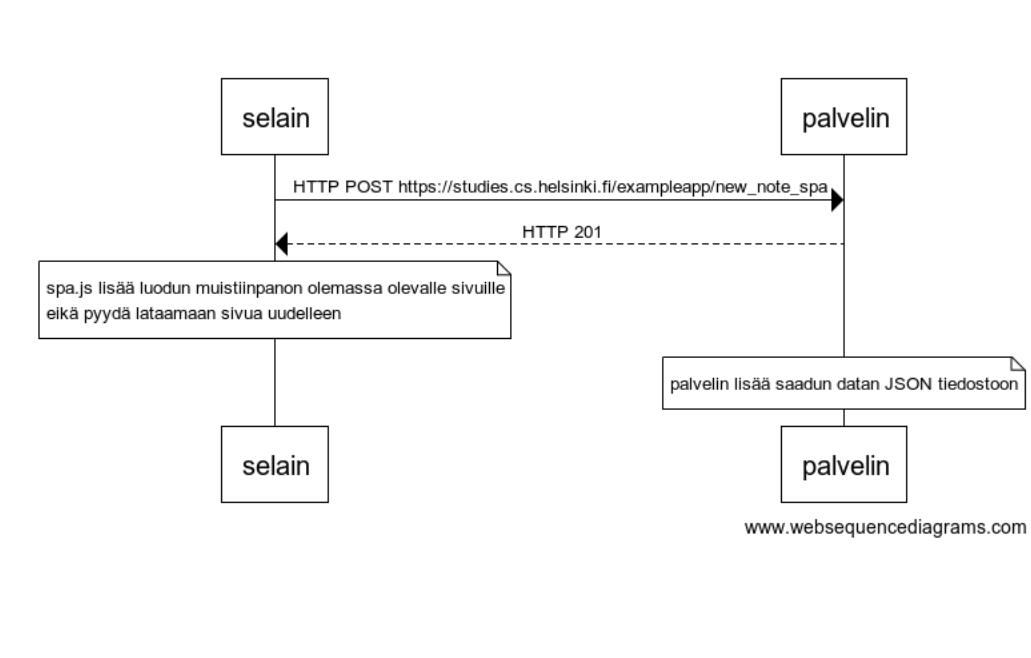 selain
palvelin
HTTP POST https://studies.cs.helsinki.fi/exampleapp/new_note_spa
HTTP 201
spa.js lisää luodun muistiinpanon olemassa olevalle sivuille
eikä pyydä lataamaan sivua uudelleen
palvelin lisää saadun datan JSON tiedostoon
selain
palvelin
www.websequencediagrams.com